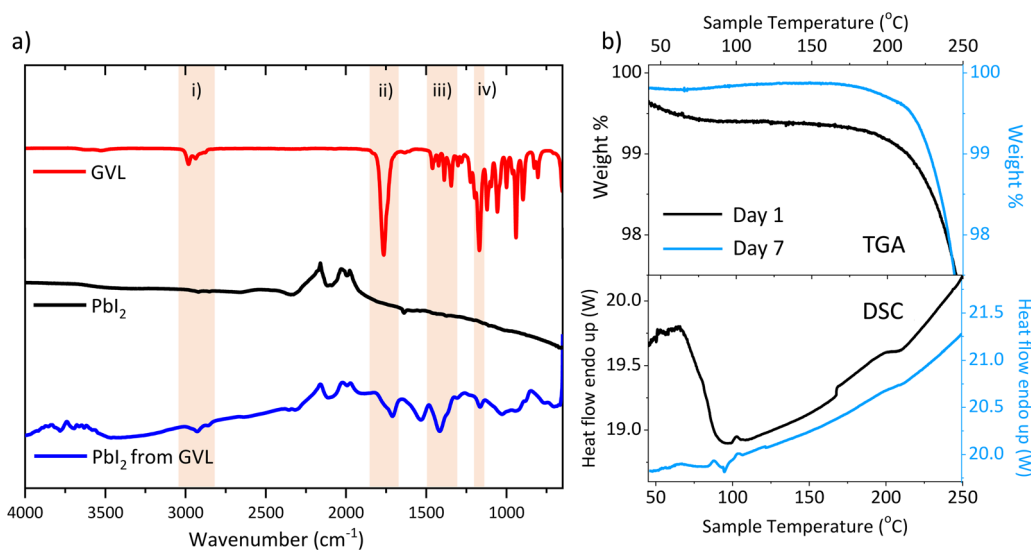 a)
i)
ii)
iii)
iv)
GVL
PbI2
PbI2 from GVL
4000 3500 3000 2500 2000 1500 1000
Wavenumber (cm-1)
b)
Sample Temperature (oC)
50 100 150 200 250
100
99
98
Weight %
100
99
98
Weight %
Day 1
Day 7
TGA
DSC
20.0
19.5
19.0
Heat flow endo up (W)
21.5
21.0
20.5
20.0
Heat flow endo up (W)
50 100 150 200 250
Sample Temperature (oC)